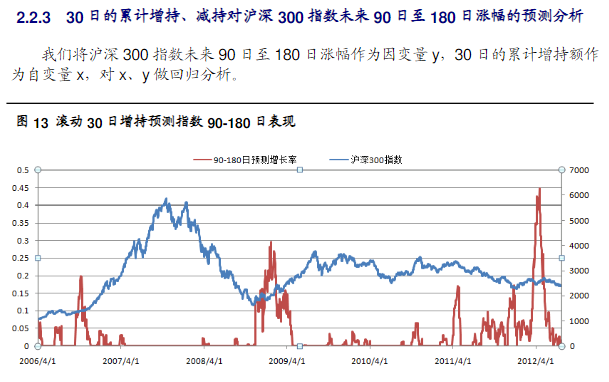 2.2.3 30 日的累计增持、减持对沪深 300 指数未来 90 日至 180 日涨幅的预测分析
我们将沪深 300 指数未来 90 日至 180 日涨幅作为因变量 y，30 日的累计增持额作
为自变量 x，对 x、y 做回归分析。
图 13 滚动 30 日增持预测指数 90-180 日表现
90-180日预测增长率 沪深300指数
0.5 7000
0.45 6000
0.4
0.35 5000
0.3 4000
0.25
0.2 3000
0.15 2000
0.1
0.05 1000
0 0
2006/4/1 2007/4/1 2008/4/1 2009/4/1 2010/4/1 2011/4/1 2012/4/1